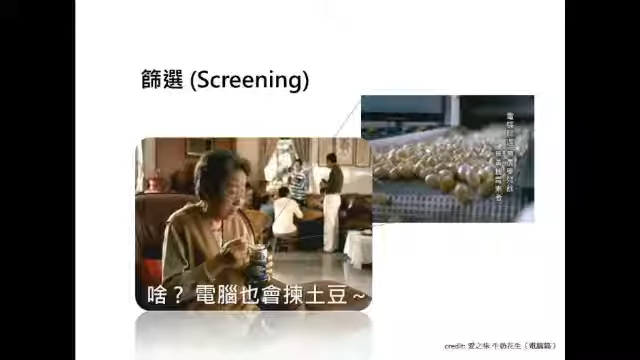 篩選 (Screening)
啥？ 電腦也會揀土豆～
credit: 愛之味 牛奶花生（電腦篇）